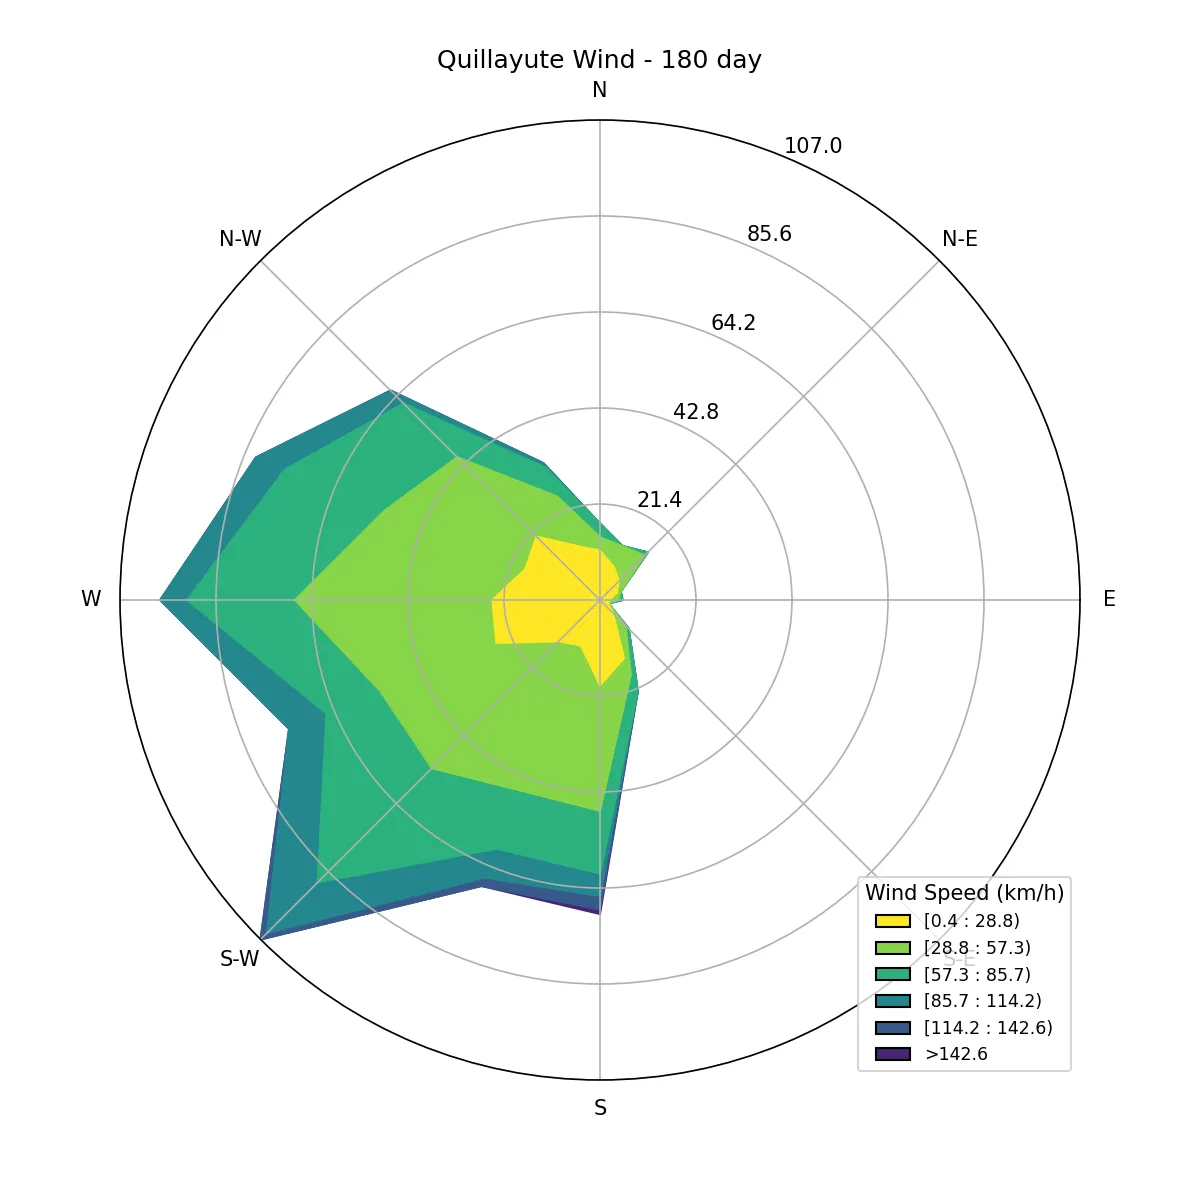 Quillayute Wind - 180 day
N
107.0
N-W
85.6
N-E
64.2
42.8
21.4
W
E
S-W
S-E
S
Wind Speed (km/h)
[0.4 : 28.8)
[28.8 : 57.3)
[57.3 : 85.7)
[85.7 : 114.2)
[114.2 : 142.6)
>142.6